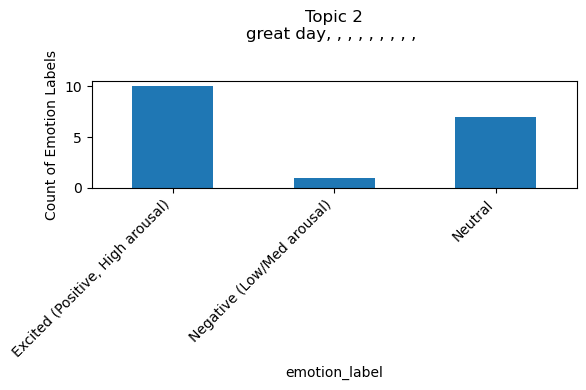 Topic 2
great day, , , , , , , , ,
Count of Emotion Labels
10
5
0
Excited (Positive, High arousal)
Negative (Low/Med arousal)
Neutral
emotion_label